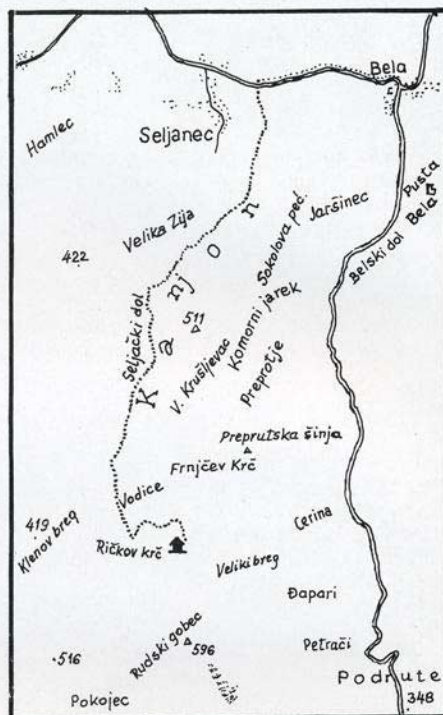 Bela
Hamlec
Seljanec
Pusta Bela
Jaršinec
Sokolova peć
Velika Zija
Belski dol
422
Kanjon
Seljački dol
511
Komorni jarek
V. Krušljevac
Preprotje
Preprutska šinja
Frnjčev Krč
Vodice
419
Klenov breg
Cerina
Ričkov krč
Veliki breg
Đapari
Rudski gobec
596
Petrači
516
Podrute
Pokojec
348